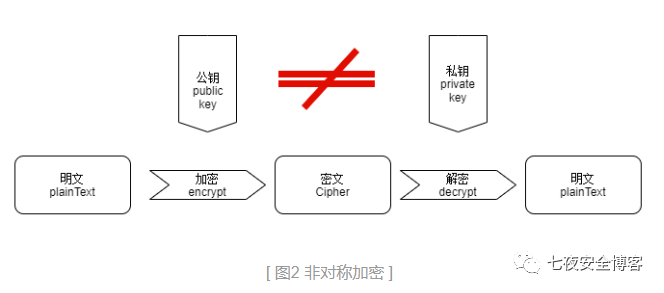 公钥
public
key
私钥
private
key
明文
plainText
加密
encrypt
密文
Cipher
解密
decrypt
明文
plainText
[ 图2 非对称加密 ]
七夜安全博客